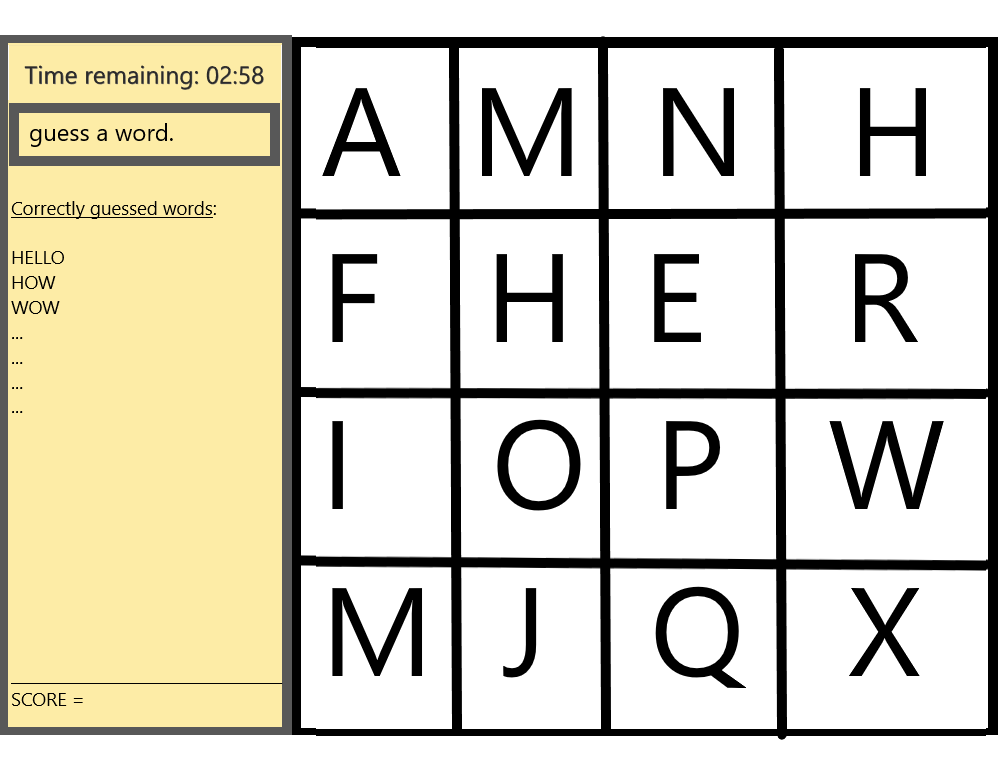 Time remaining: 02:58
guess a word.
Correctly guessed words:
HELLO
HOW
WOW
...
...
...
...
SCORE =
A M N H
F H E R
I O P W
M J Q X